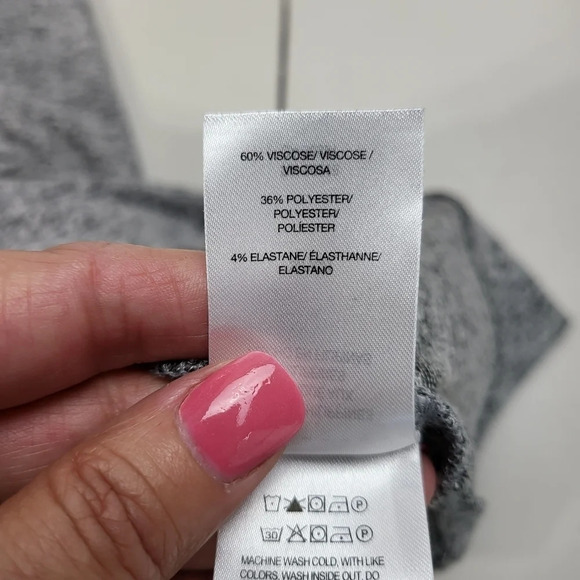 60% VISCOSE/ VISCOSE /
VISCOSA
36% POLYESTER/
POLYESTER/
POLIÉSTER
4% ELASTANE/ ÉLASTHANNE/
ELASTANO
P
30 P
MACHINE WASH COLD, WITH LIKE
COLORS, WASH INSIDE OUT, DO